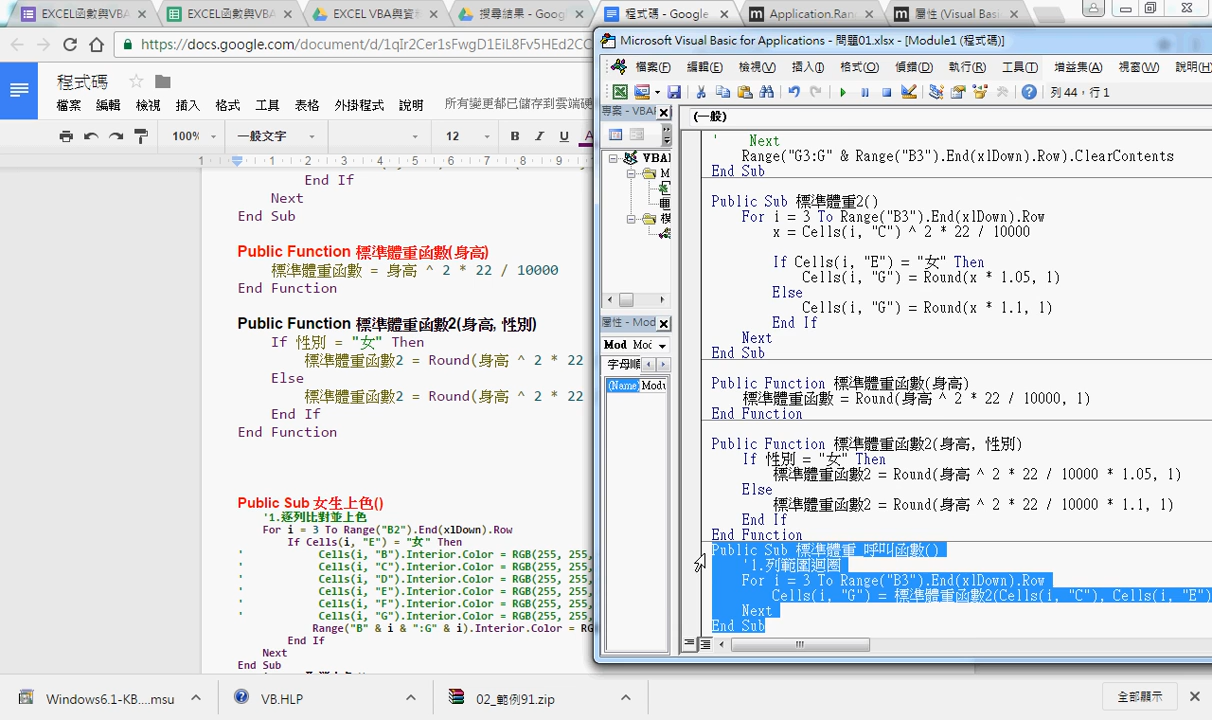 EXCEL函數與VBA
EXCEL函數與VBA
EXCEL VBA與資
搜尋結果 - Goog
程式碼 - Google
Application.Ran
屬性 (Visual Bas
https://docs.google.com/document/d/1qIr2Cer1sFwgD1EIL8Fv5HEd2CC
程式碼
檔案 編輯 檢視 插入 格式 工具 表格 外掛程式 說明 所有變更都已儲存到雲端硬
100% 一般文字 12 B I U A
1 1 2 3 4 5 6 7 8 9
End If
Next
End Sub
Public Function 標準體重函數(身高)
標準體重函數 = 身高 ^ 2 * 22 / 10000
End Function
Public Function 標準體重函數2(身高, 性別)
If 性別 = "女" Then
標準體重函數2 = Round(身高 ^ 2 * 22
Else
標準體重函數2 = Round(身高 ^ 2 * 22
End If
End Function
Public Sub 女生上色()
'1.逐列比對並上色
For i = 3 To Range("B2").End(xlDown).Row
If Cells(i, "E") = "女" Then
' Cells(i, "B").Interior.Color = RGB(255, 255,
' Cells(i, "C").Interior.Color = RGB(255, 255,
' Cells(i, "D").Interior.Color = RGB(255, 255,
' Cells(i, "E").Interior.Color = RGB(255, 255,
' Cells(i, "F").Interior.Color = RGB(255, 255,
' Cells(i, "G").Interior.Color = RGB(255, 255,
Range("B" & i & ":G" & i).Interior.Color = RG
End If
Next
End Sub
Microsoft Visual Basic for Applications - 問題01.xlsx - [Module1 (程式碼)]
檔案(F) 編輯(E) 檢視(V) 插入(I) 格式(O) 偵錯(D) 執行(R) 工具(T) 增益集(A) 視窗(W) 說明(H)
列 44，行 1
專案 - VBAP
VBAP
M
模
屬性 - Mod
Mod Moc
字母順
(Name) Modu
(一般)
' Next
Range("G3:G" & Range("B3").End(xlDown).Row).ClearContents
End Sub
Public Sub 標準體重2()
For i = 3 To Range("B3").End(xlDown).Row
x = Cells(i, "C") ^ 2 * 22 / 10000
If Cells(i, "E") = "女" Then
Cells(i, "G") = Round(x * 1.05, 1)
Else
Cells(i, "G") = Round(x * 1.1, 1)
End If
Next
End Sub
Public Function 標準體重函數(身高)
標準體重函數 = Round(身高 ^ 2 * 22 / 10000, 1)
End Function
Public Function 標準體重函數2(身高, 性別)
If 性別 = "女" Then
標準體重函數2 = Round(身高 ^ 2 * 22 / 10000 * 1.05, 1)
Else
標準體重函數2 = Round(身高 ^ 2 * 22 / 10000 * 1.1, 1)
End If
End Function
Public Sub 標準體重_呼叫函數()
'1.列範圍迴圈
For i = 3 To Range("B3").End(xlDown).Row
Cells(i, "G") = 標準體重函數2(Cells(i, "C"), Cells(i, "E")
Next
End Sub
Windows6.1-KB....msu
VB.HLP
02_範例91.zip
全部顯示